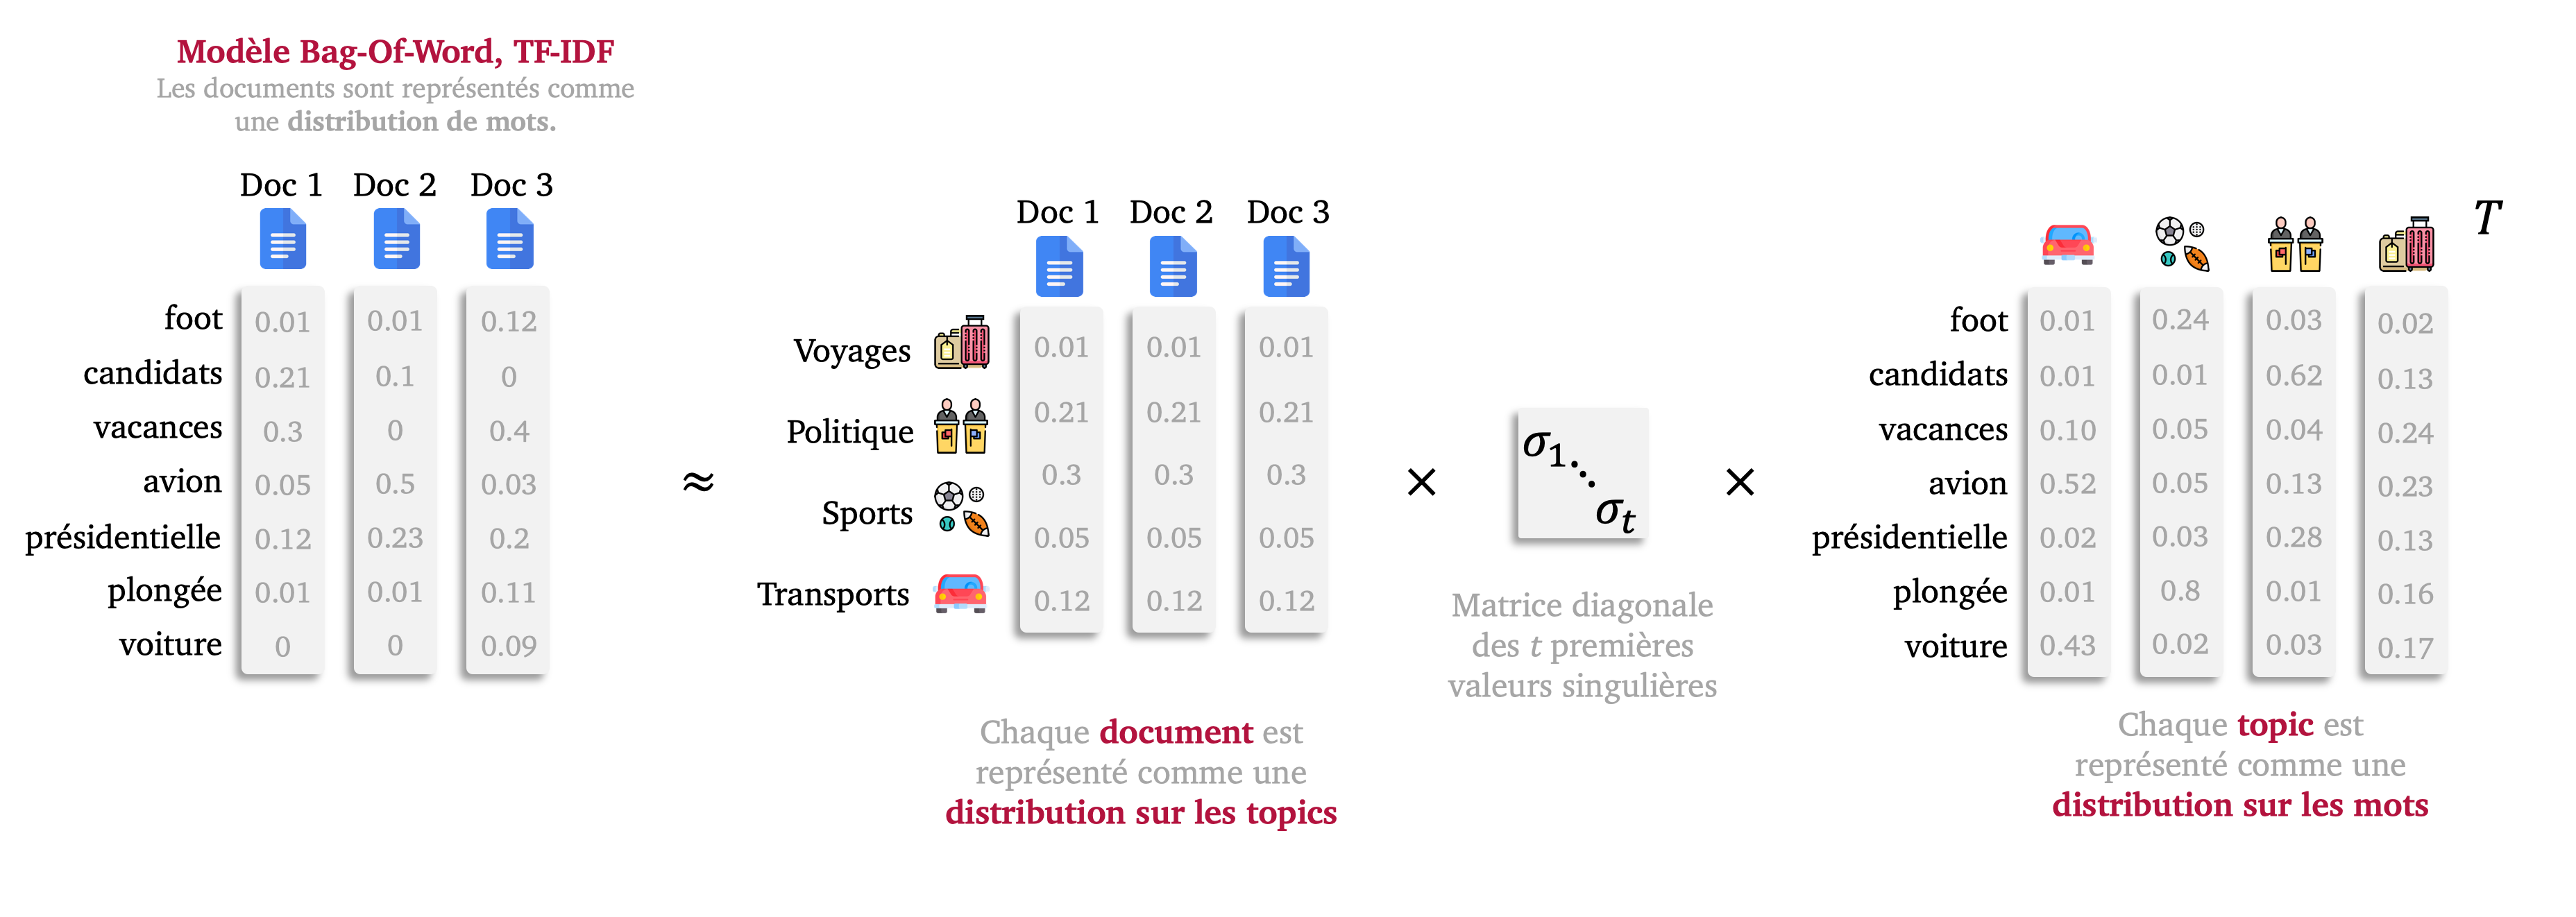 Modèle Bag-Of-Word, TF-IDF
Les documents sont représentés comme
une distribution de mots.
Doc 1 Doc 2 Doc 3
foot 0.01 0.01 0.12
candidats 0.21 0.1 0
vacances 0.3 0 0.4
avion 0.05 0.5 0.03
présidentielle 0.12 0.23 0.2
plongée 0.01 0.01 0.11
voiture 0 0 0.09
≈
Doc 1 Doc 2 Doc 3
Voyages
Politique
Sports
Transports
0.01 0.01 0.01
0.21 0.21 0.21
0.3 0.3 0.3
0.05 0.05 0.05
0.12 0.12 0.12
Chaque document est
représenté comme une
distribution sur les topics
×
σ1
⋱
σt
Matrice diagonale
des t premières
valeurs singulières
×
T
foot 0.01 0.24 0.03 0.02
candidats 0.01 0.01 0.62 0.13
vacances 0.10 0.05 0.04 0.24
avion 0.52 0.05 0.13 0.23
présidentielle 0.02 0.03 0.28 0.13
plongée 0.01 0.8 0.01 0.16
voiture 0.43 0.02 0.03 0.17
Chaque topic est
représenté comme une
distribution sur les mots